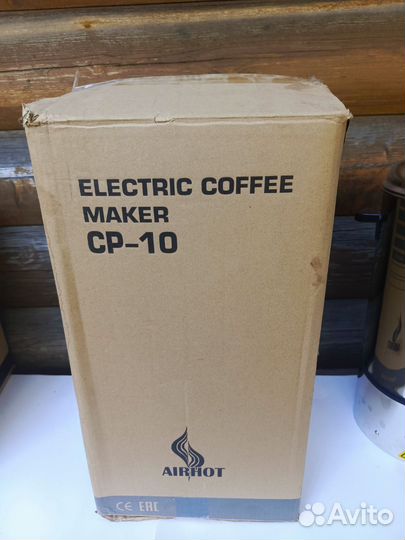 ELECTRIC COFFEE
MAKER
CP-10
AIRHOT
CE EAC
Avito